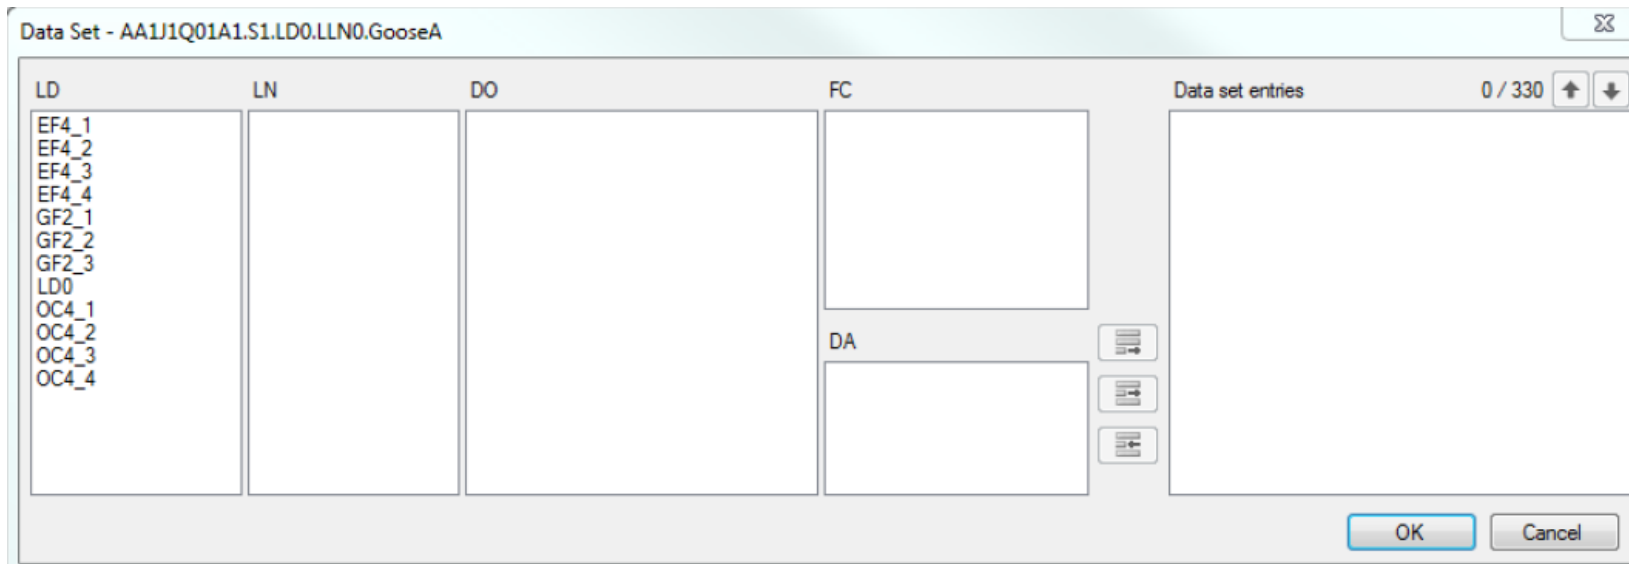 Data Set - AA1J1Q01A1.S1.LD0.LLN0.GooseA
LD LN DO FC Data set entries 0 / 330
EF4_1
EF4_2
EF4_3
EF4_4
GF2_1
GF2_2
GF2_3
LD0
OC4_1
OC4_2
OC4_3
OC4_4
DA
OK Cancel